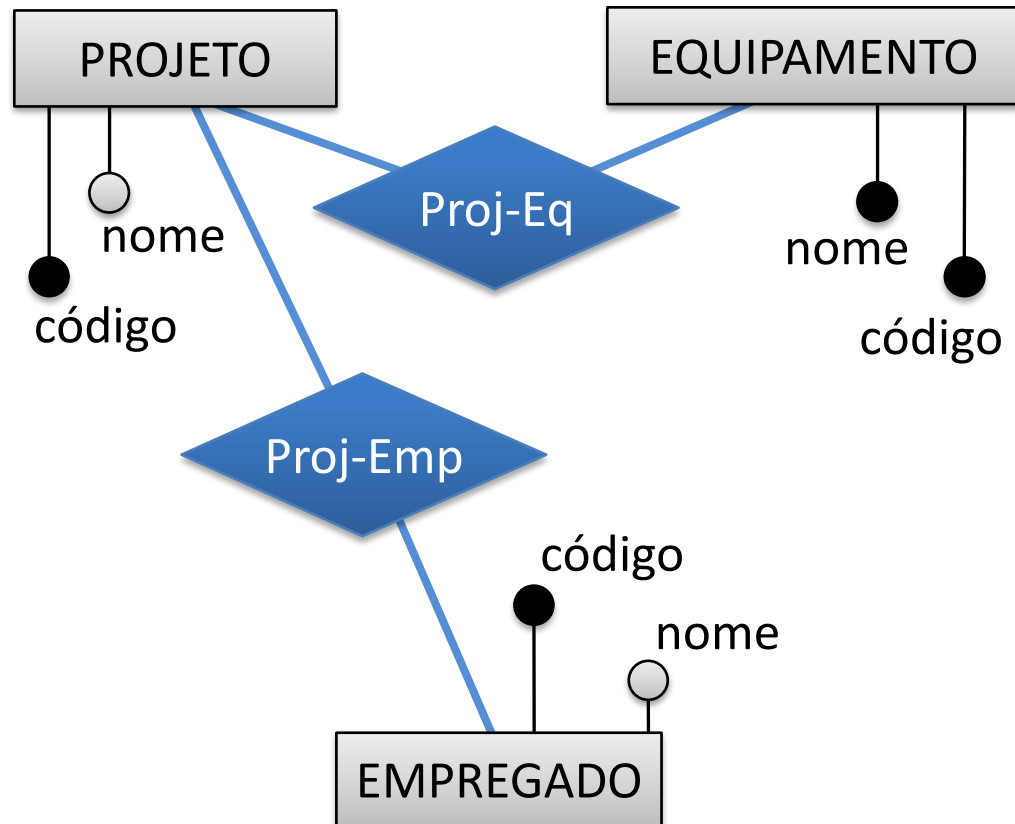 PROJETO
EQUIPAMENTO
Proj-Eq
nome
nome
código
código
Proj-Emp
código
nome
EMPREGADO